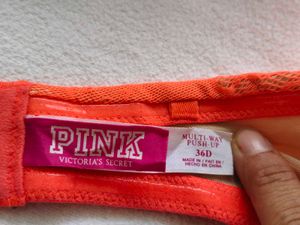 PINK
VICTORIA'S SECRET
MULTI-WAY
PUSH-UP
36D
MADE IN / FAIT EN /
HECHO EN CHINA